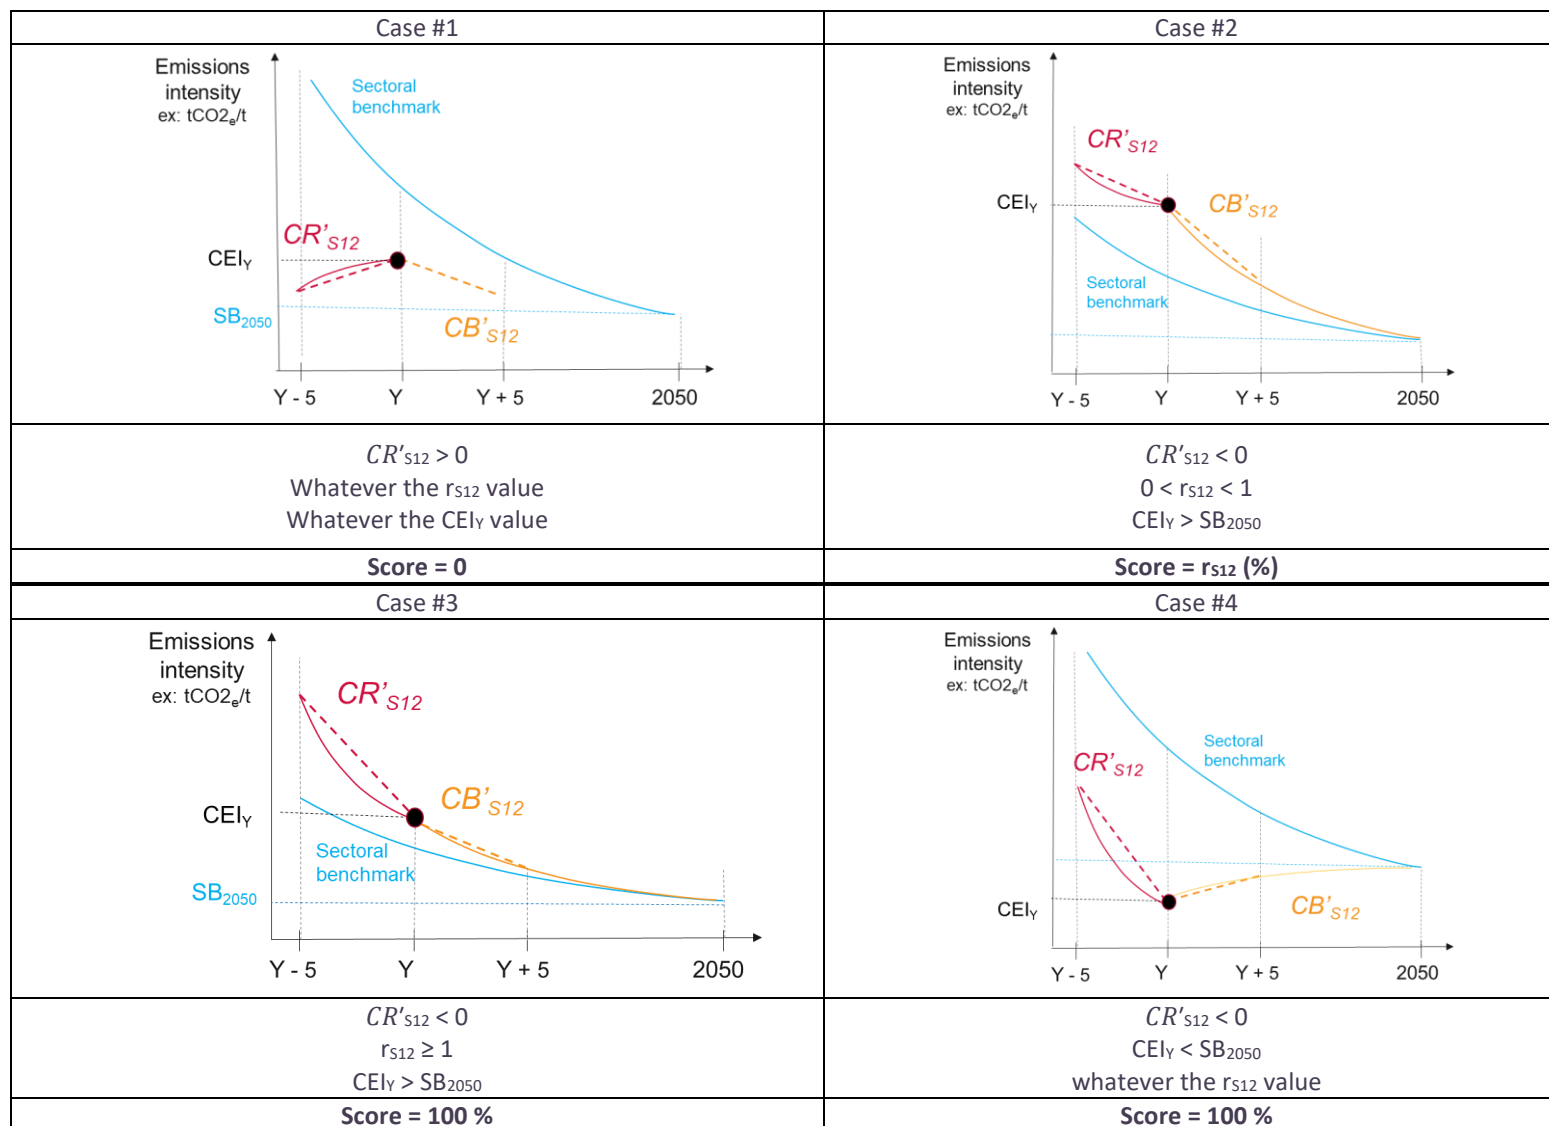 Case #1
Emissions
intensity
ex: tCO2e/t
Sectoral
benchmark
CR'S12
CEIY
SB2050
CB'S12
Y - 5 Y Y + 5 2050
CR'S12 > 0
Whatever the rS12 value
Whatever the CEIY value
Score = 0
Case #2
Emissions
intensity
ex: tCO2e/t
CR'S12
CEIY
CB'S12
Sectoral
benchmark
Y - 5 Y Y + 5 2050
CR'S12 < 0
0 < rS12 < 1
CEIY > SB2050
Score = rS12 (%)
Case #3
Emissions
intensity
ex: tCO2e/t
CR'S12
CEIY
CB'S12
Sectoral
benchmark
SB2050
Y - 5 Y Y + 5 2050
CR'S12 < 0
rS12 ≥ 1
CEIY > SB2050
Score = 100 %
Case #4
Emissions
intensity
ex: tCO2e/t
Sectoral
benchmark
CR'S12
CEIY
CB'S12
Y - 5 Y Y + 5 2050
CR'S12 < 0
CEIY < SB2050
whatever the rS12 value
Score = 100 %